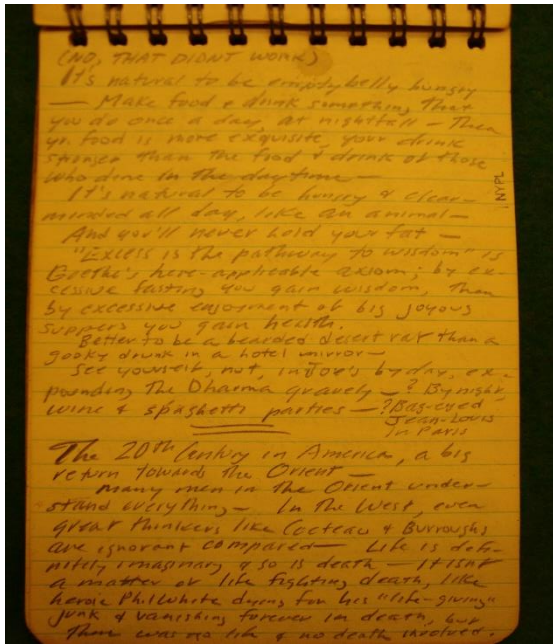 (NO, THAT DIDNT WORK)
It's natural to be emptybelly hungry
— Make food & drink something that
you do once a day, at nightfall — Then
yr. food is more exquisite, your drink
stronger than the food & drink of those
who dine in the daytime —
It's natural to be hungry & clear-
minded all day, like an animal —
And you'll never hold your fat —
"Excess is the pathway to wisdom" is
Goethe's here-applicable axiom; by ex-
cessive fasting you gain wisdom, then
by excessive enjoyment of big joyous
suppers you gain health.
Better to be a bearded desert rat than a
gooky drunk in a hotel mirror —
See yourself, nut, in Joe's by day, ex-
pounding The Dharma gravely — ? By night,
wine & spaghetti parties — ? Bag-eyed
Jean-Louis
in Paris
NYPL
The 20th Century in America, a big
return towards the Orient —
Many men in the Orient under-
stand everything — In the West, even
great thinkers like Cocteau & Burroughs
are ignorant compared — Life is defi-
nitely imaginary & so is death — It isnt
a matter of life fighting death, like
heroic Phil White dying for his "life-giving"
junk & vanishing forever in death, but
There was no life & no death involved.